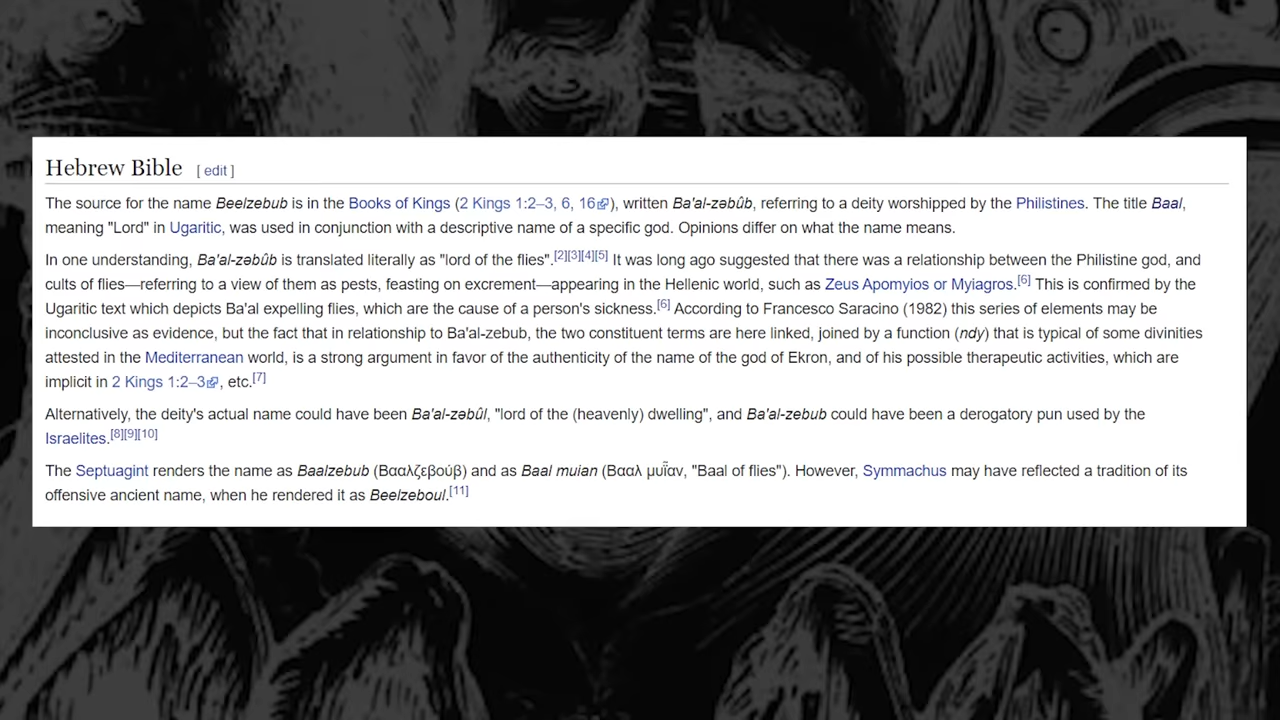 Hebrew Bible [ edit ]
The source for the name Beelzebub is in the Books of Kings (2 Kings 1:2–3, 6, 16), written Ba'al-zəbûb, referring to a deity worshipped by the Philistines. The title Baal,
meaning "Lord" in Ugaritic, was used in conjunction with a descriptive name of a specific god. Opinions differ on what the name means.
In one understanding, Ba'al-zəbûb is translated literally as "lord of the flies".[2][3][4][5] It was long ago suggested that there was a relationship between the Philistine god, and
cults of flies—referring to a view of them as pests, feasting on excrement—appearing in the Hellenic world, such as Zeus Apomyios or Myiagros.[6] This is confirmed by the
Ugaritic text which depicts Ba'al expelling flies, which are the cause of a person's sickness.[6] According to Francesco Saracino (1982) this series of elements may be
inconclusive as evidence, but the fact that in relationship to Ba'al-zebub, the two constituent terms are here linked, joined by a function (ndy) that is typical of some divinities
attested in the Mediterranean world, is a strong argument in favor of the authenticity of the name of the god of Ekron, and of his possible therapeutic activities, which are
implicit in 2 Kings 1:2–3, etc.[7]
Alternatively, the deity's actual name could have been Ba'al-zəbûl, "lord of the (heavenly) dwelling", and Ba'al-zebub could have been a derogatory pun used by the
Israelites.[8][9][10]
The Septuagint renders the name as Baalzebub (Βααλζεβούβ) and as Baal muian (Βααλ μυῗαν, "Baal of flies"). However, Symmachus may have reflected a tradition of its
offensive ancient name, when he rendered it as Beelzeboul.[11]